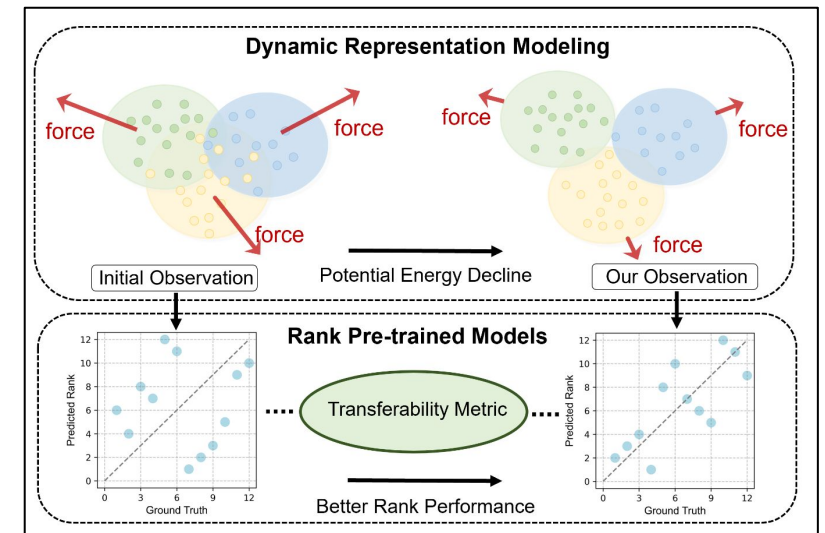 Dynamic Representation Modeling
force
force
force
force
force
force
Potential Energy Decline
Initial Observation
Our Observation
Rank Pre-trained Models
12
10
8
6
4
2
0
Predicted Rank
0 3 6 9 12
Ground Truth
Transferability Metric
Better Rank Performance
12
10
8
6
4
2
0
Predicted Rank
0 3 6 9 12
Ground Truth